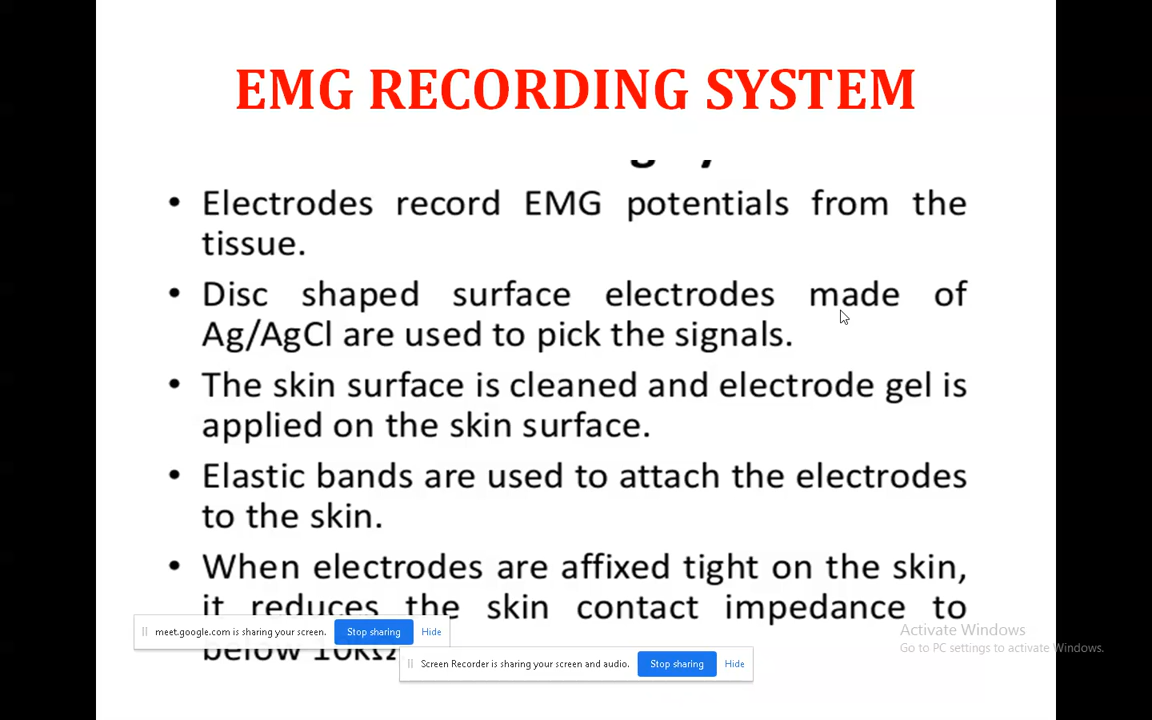 EMG RECORDING SYSTEM
• Electrodes record EMG potentials from the
tissue.
• Disc shaped surface electrodes made of
Ag/AgCl are used to pick the signals.
• The skin surface is cleaned and electrode gel is
applied on the skin surface.
• Elastic bands are used to attach the electrodes
to the skin.
• When electrodes are affixed tight on the skin,
it reduces the skin contact impedance to
below 10KΩ
meet.google.com is sharing your screen. Stop sharing Hide
Screen Recorder is sharing your screen and audio. Stop sharing Hide
Activate Windows
Go to PC settings to activate Windows.